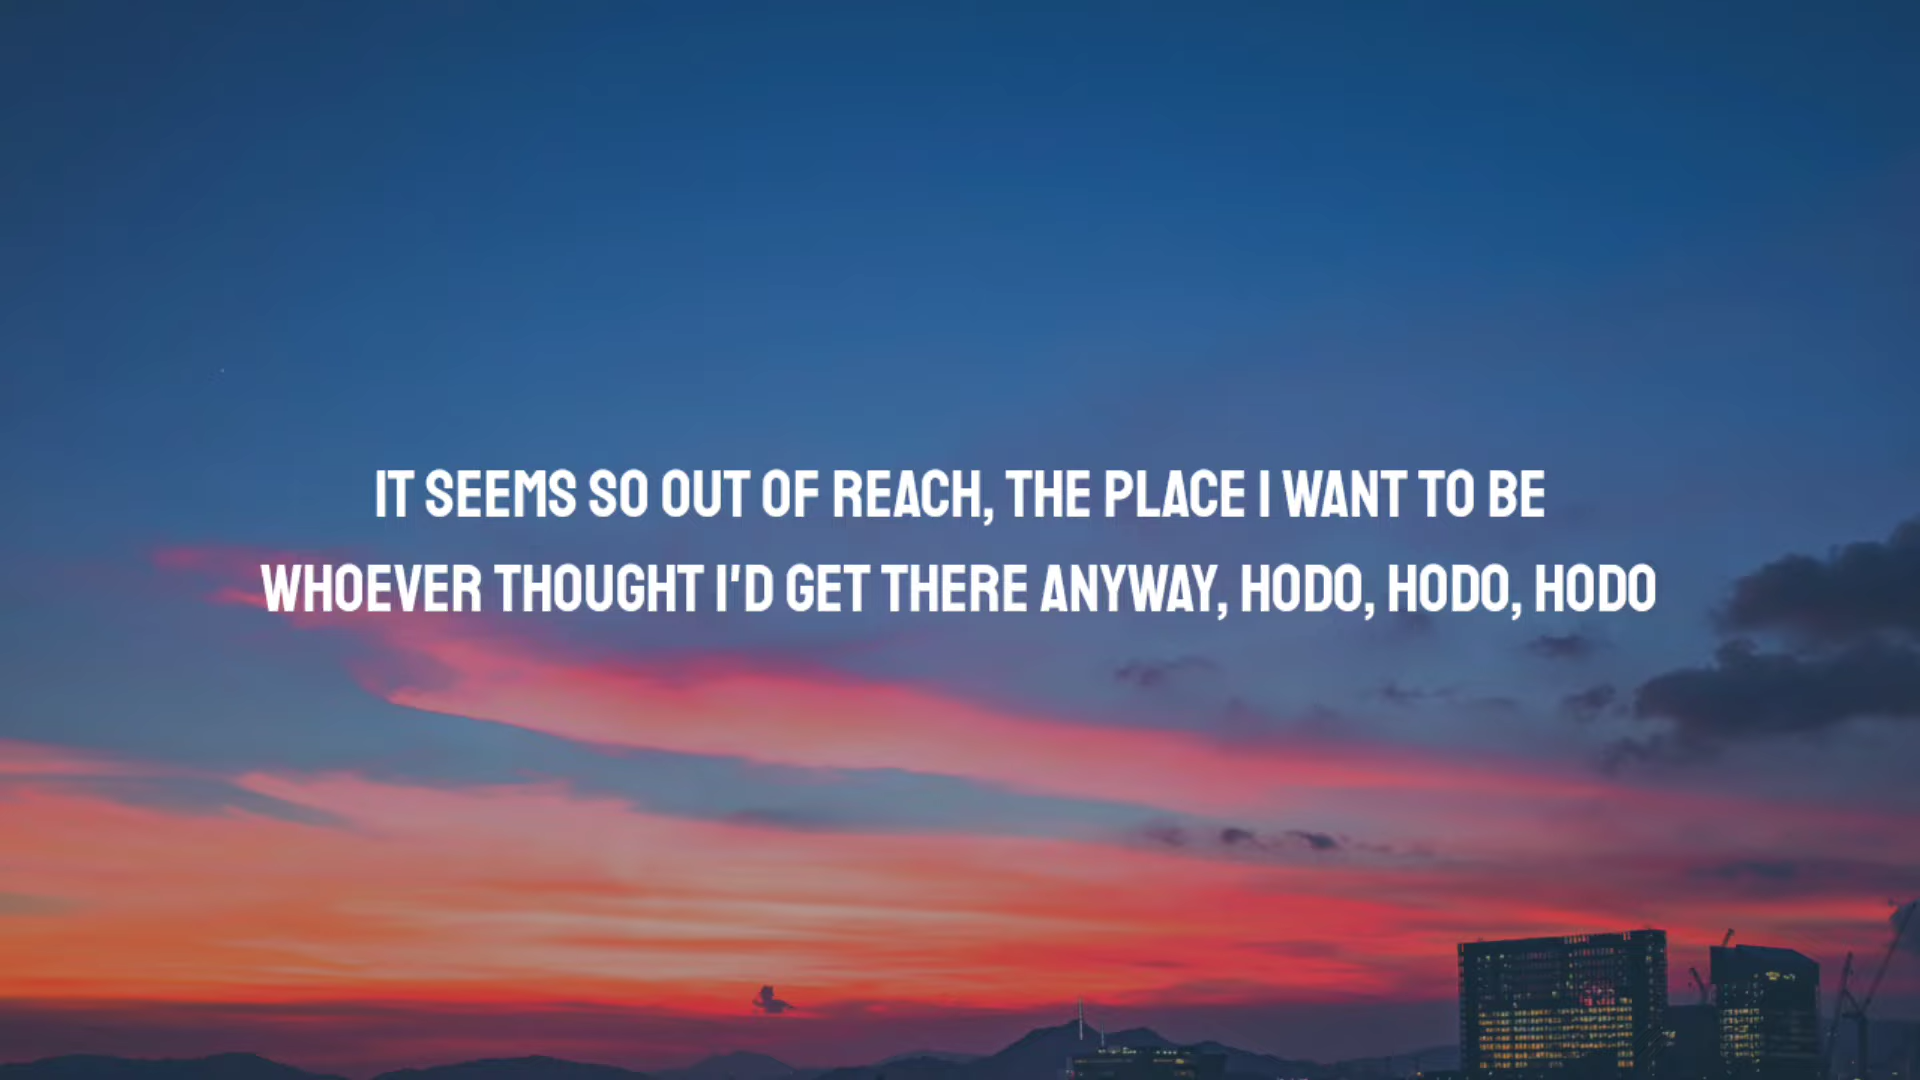 IT SEEMS SO OUT OF REACH, THE PLACE I WANT TO BE
WHOEVER THOUGHT I'D GET THERE ANYWAY, HODO, HODO, HODO